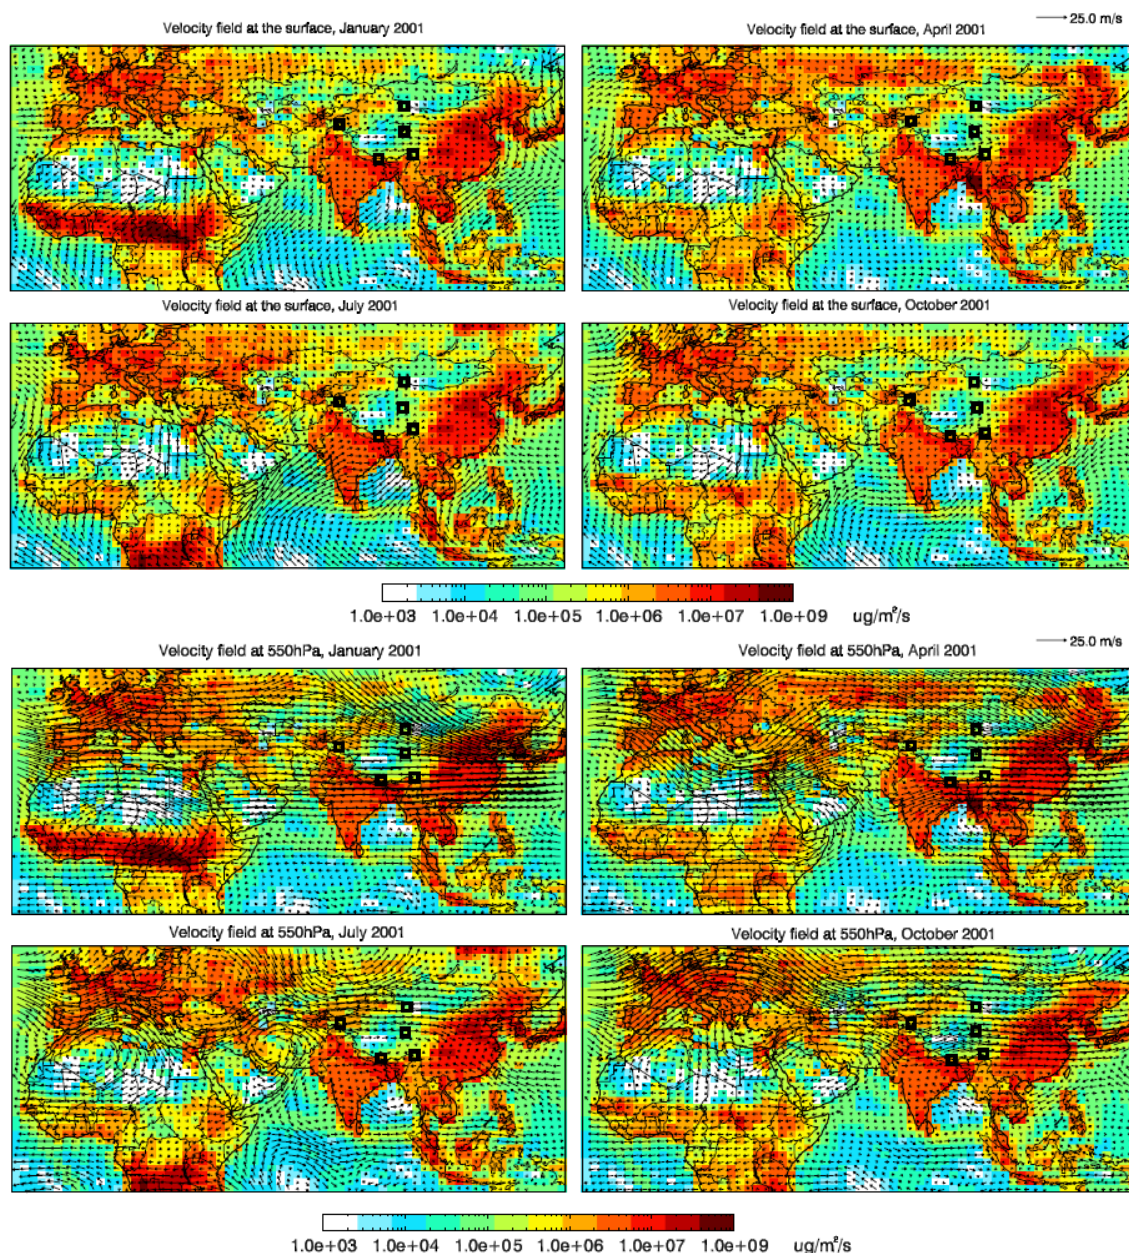 25.0 m/s
Velocity field at the surface, January 2001
Velocity field at the surface, April 2001
Velocity field at the surface, July 2001
Velocity field at the surface, October 2001
1.0e+03 1.0e+04 1.0e+05 1.0e+06 1.0e+07 1.0e+09 ug/m²/s
25.0 m/s
Velocity field at 550hPa, January 2001
Velocity field at 550hPa, April 2001
Velocity field at 550hPa, July 2001
Velocity field at 550hPa, October 2001
1.0e+03 1.0e+04 1.0e+05 1.0e+06 1.0e+07 1.0e+09 ug/m²/s